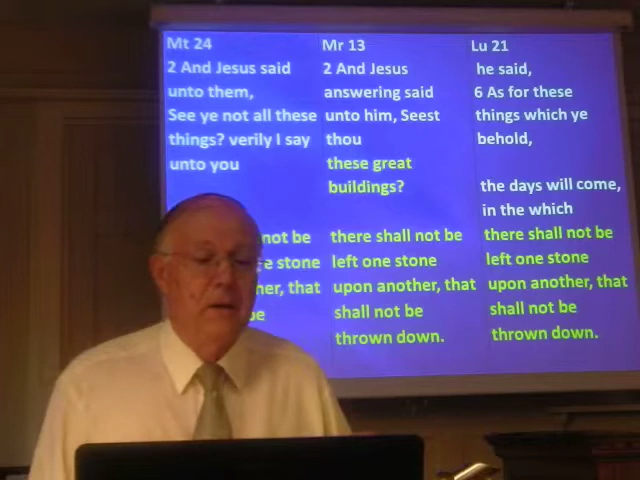 Mt 24
2 And Jesus said
unto them,
See ye not all these
things? verily I say
unto you
not be
stone
that
be
Mr 13
2 And Jesus
answering said
unto him, Seest
thou
these great
buildings?
there shall not be
left one stone
upon another, that
shall not be
thrown down.
Lu 21
he said,
6 As for these
things which ye
behold,
the days will come,
in the which
there shall not be
left one stone
upon another, that
shall not be
thrown down.